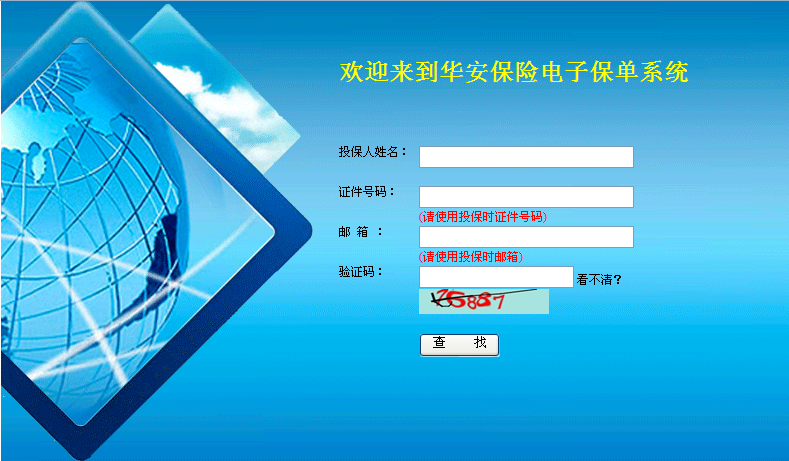 欢迎来到华安保险电子保单系统
投保人姓名：
证件号码：
(请使用投保时证件号码)
邮 箱 ：
(请使用投保时邮箱)
验证码：
看不清?
查 找